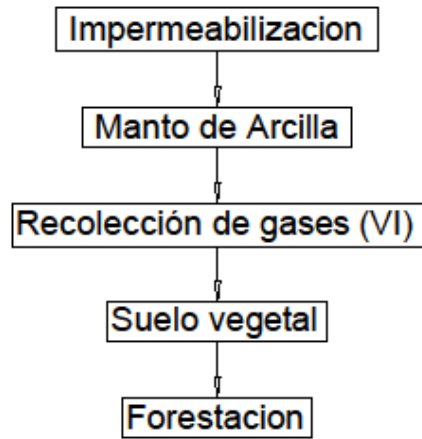 Impermeabilizacion
Manto de Arcilla
Recolección de gases (VI)
Suelo vegetal
Forestacion